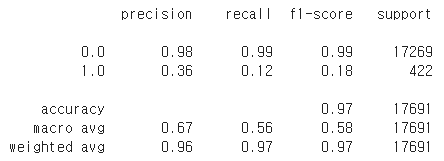 precision recall f1-score support
0.0 0.98 0.99 0.99 17269
1.0 0.36 0.12 0.18 422
accuracy 0.97 17691
macro avg 0.67 0.56 0.58 17691
weighted avg 0.96 0.97 0.97 17691